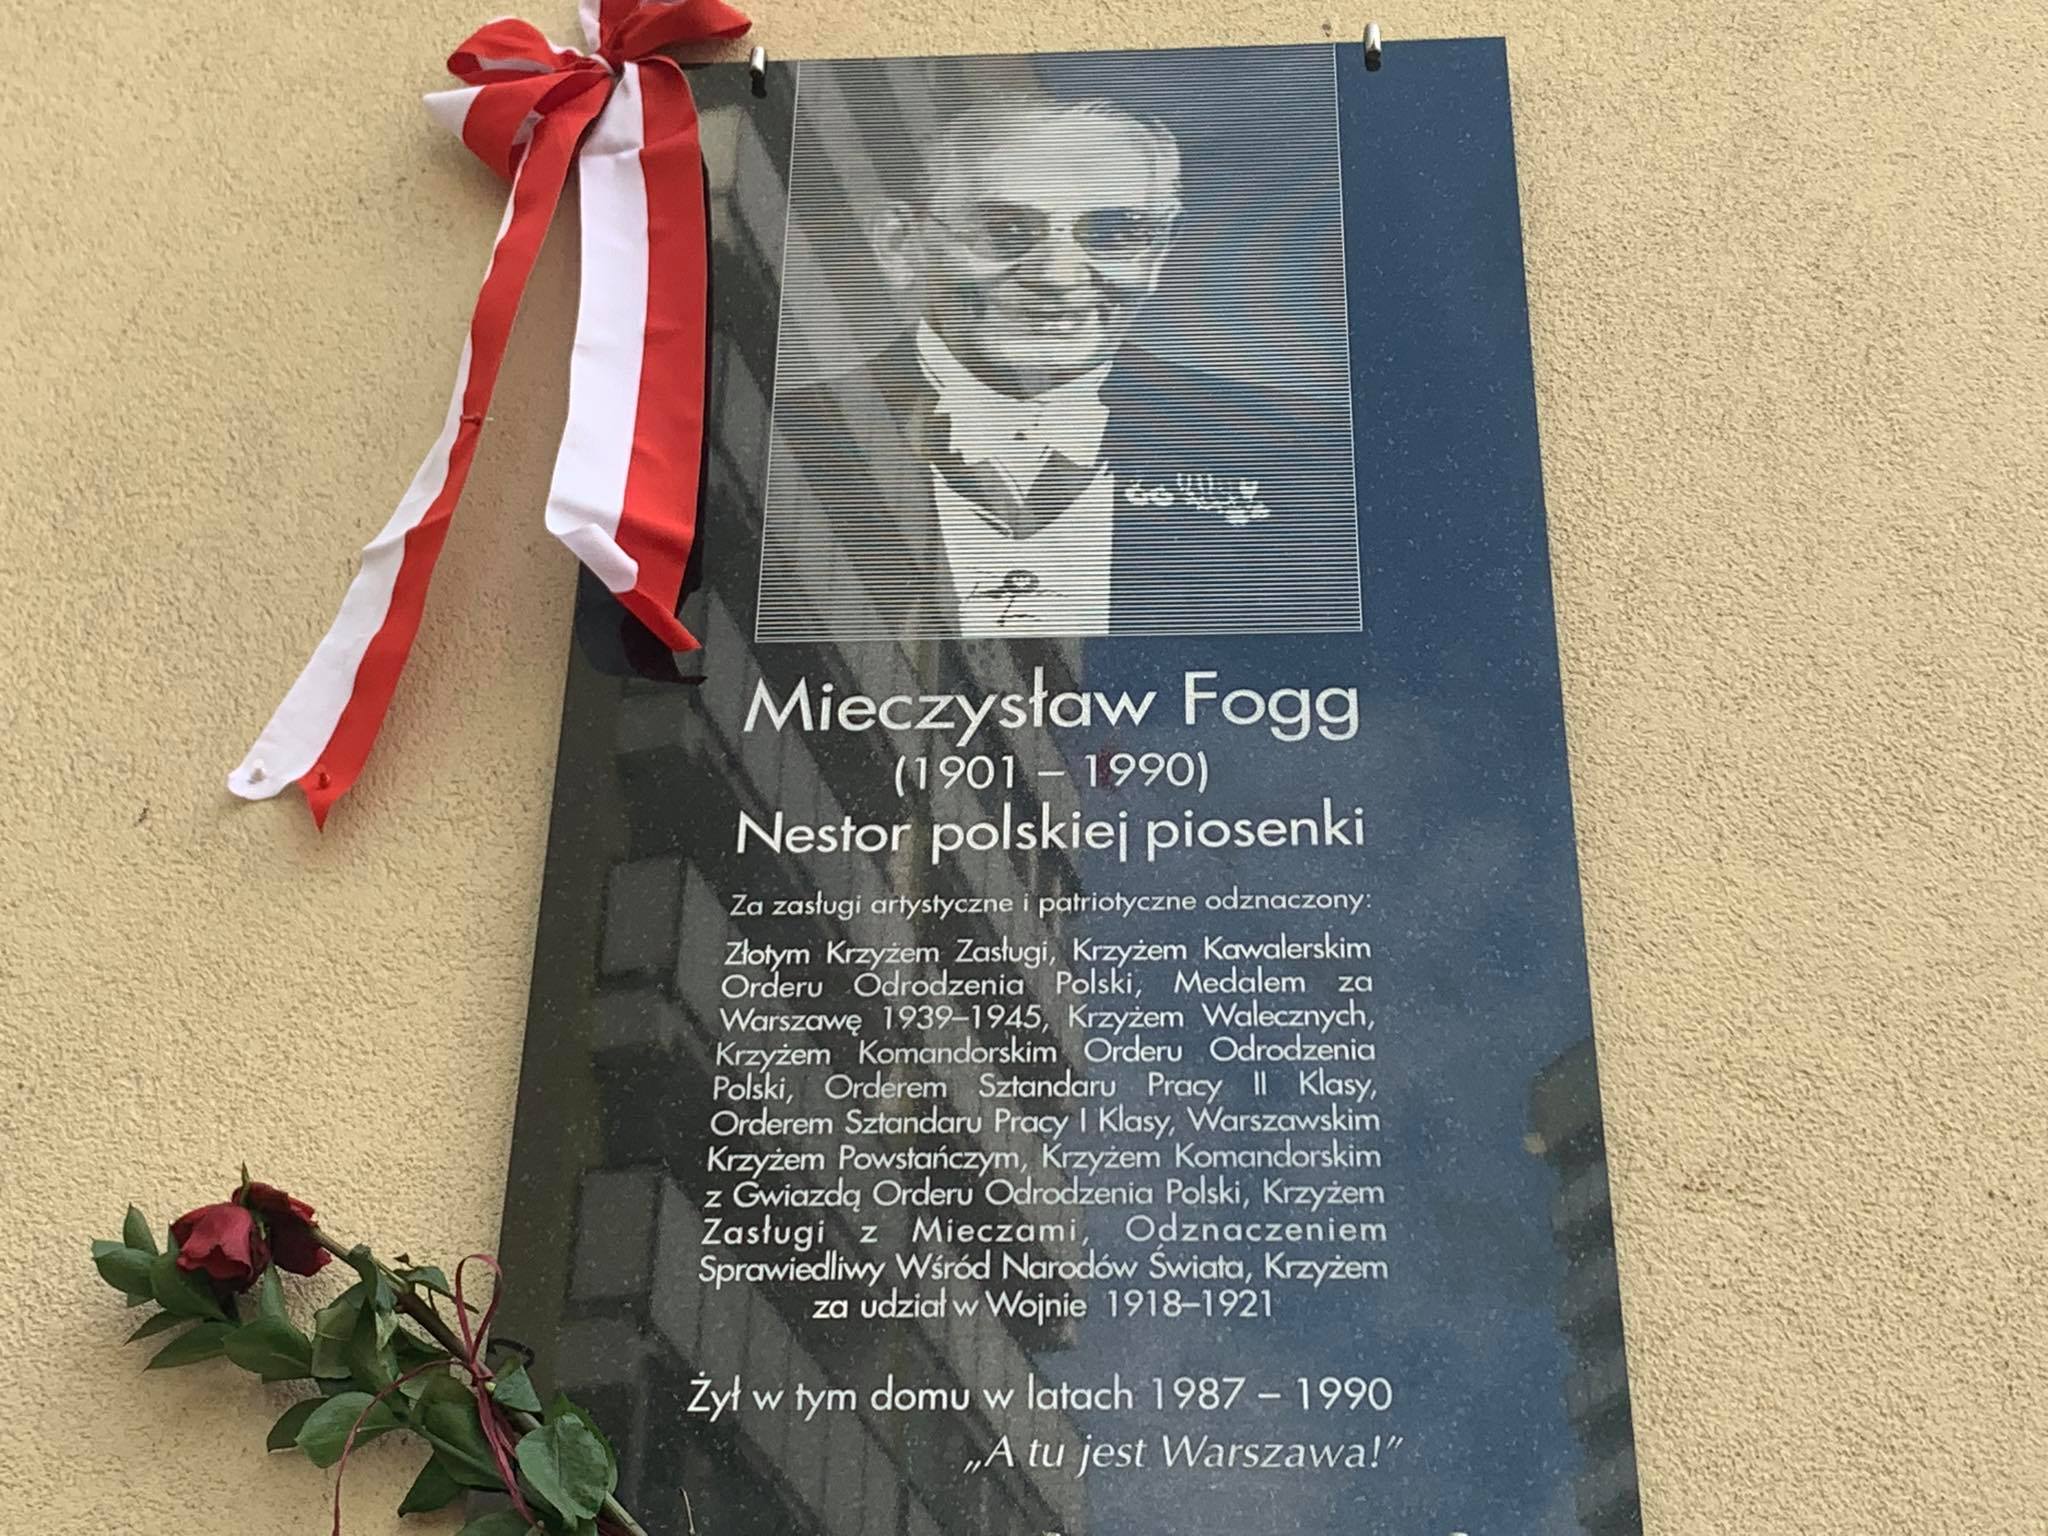 Mieczysław Fogg
(1901 – 1990)
Nestor polskiej piosenki
Za zasługi artystyczne i patriotyczne odznaczony:
Złotym Krzyżem Zasługi, Krzyżem Kawalerskim
Orderu Odrodzenia Polski, Medalem za
Warszawę 1939–1945, Krzyżem Walecznych,
Krzyżem Komandorskim Orderu Odrodzenia
Polski, Orderem Sztandaru Pracy II Klasy,
Orderem Sztandaru Pracy I Klasy, Warszawskim
Krzyżem Powstańczym, Krzyżem Komandorskim
z Gwiazdą Orderu Odrodzenia Polski, Krzyżem
Zasługi z Mieczami, Odznaczeniem
Sprawiedliwy Wśród Narodów Świata, Krzyżem
za udział w Wojnie 1918–1921
Żył w tym domu w latach 1987 – 1990
„A tu jest Warszawa!”